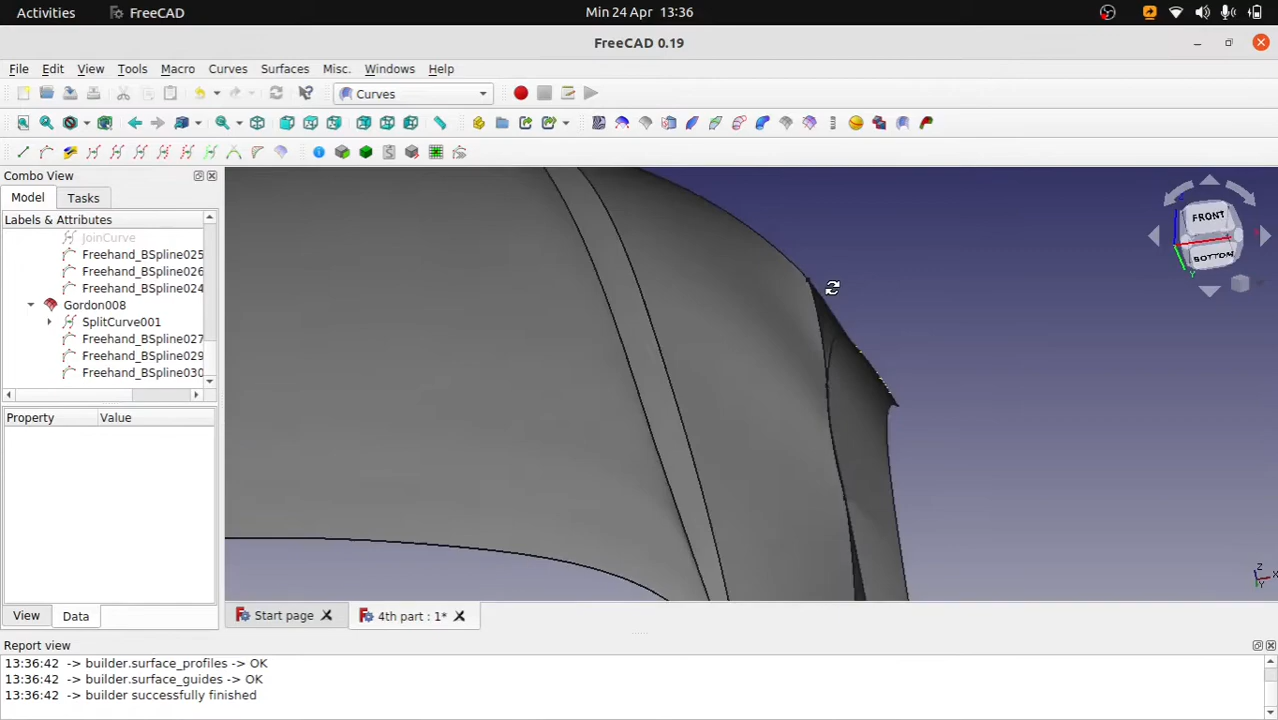 Activities FreeCAD Min 24 Apr 13:36
FreeCAD 0.19
File Edit View Tools Macro Curves Surfaces Misc. Windows Help
Curves
Combo View
Model Tasks
Labels & Attributes
JoinCurve
Freehand_BSpline025
Freehand_BSpline026
Freehand_BSpline024
Gordon008
SplitCurve001
Freehand_BSpline027
Freehand_BSpline029
Freehand_BSpline030
Property Value
FRONT
BOTTOM
Z
Y
Z
X
Y
View Data
Start page 4th part : 1*
Report view
13:36:42 -> builder.surface_profiles -> OK
13:36:42 -> builder.surface_guides -> OK
13:36:42 -> builder successfully finished